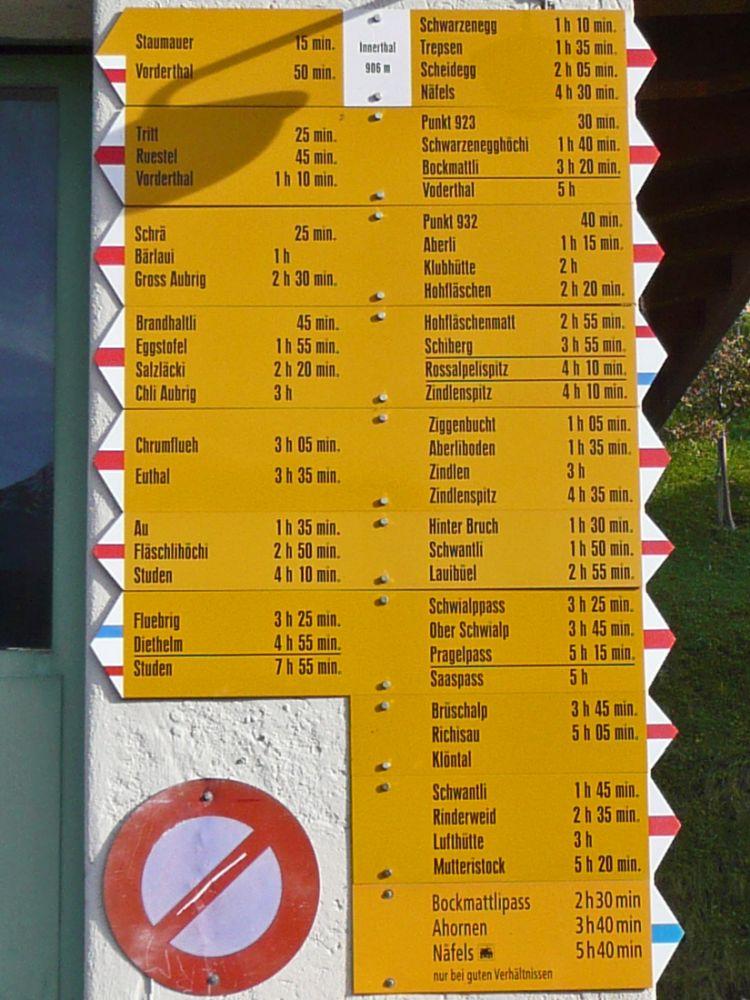 Staumauer 15 min.
Vorderthal 50 min.
Innerthal
906 m
Schwarzenegg 1 h 10 min.
Trepsen 1 h 35 min.
Scheidegg 2 h 05 min.
Näfels 4 h 30 min.
Tritt 25 min.
Ruestel 45 min.
Vorderthal 1 h 10 min.
Punkt 923 30 min.
Schwarzenegghöchi 1 h 40 min.
Bockmattli 3 h 20 min.
Voderthal 5 h
Schrä 25 min.
Bärlaui 1 h
Gross Aubrig 2 h 30 min.
Punkt 932 40 min.
Aberli 1 h 15 min.
Klubhütte 2 h
Hohfläschen 2 h 20 min.
Brandhaltli 45 min.
Eggstofel 1 h 55 min.
Salzläcki 2 h 20 min.
Chli Aubrig 3 h
Hohfläschenmatt 2 h 55 min.
Schiberg 3 h 55 min.
Rossalpelispitz 4 h 10 min.
Zindlenspitz 4 h 10 min.
Chrumflueh 3 h 05 min.
Euthal 3 h 35 min.
Ziggenbucht 1 h 05 min.
Aberliboden 1 h 35 min.
Zindlen 3 h
Zindlenspitz 4 h 35 min.
Au 1 h 35 min.
Fläschlihöchi 2 h 50 min.
Studen 4 h 10 min.
Hinter Bruch 1 h 30 min.
Schwantli 1 h 50 min.
Lauibüel 2 h 55 min.
Fluebrig 3 h 25 min.
Diethelm 4 h 55 min.
Studen 7 h 55 min.
Schwialppass 3 h 25 min.
Ober Schwialp 3 h 45 min.
Pragelpass 5 h 15 min.
Saaspass 5 h
Brüschalp 3 h 45 min.
Richisau 5 h 05 min.
Klöntal
Schwantli 1 h 45 min.
Rinderweid 2 h 35 min.
Lufthütte 3 h
Mutteristock 5 h 20 min.
Bockmattlipass 2 h 30 min
Ahornen 3 h 40 min
Näfels 5 h 40 min
nur bei guten Verhältnissen